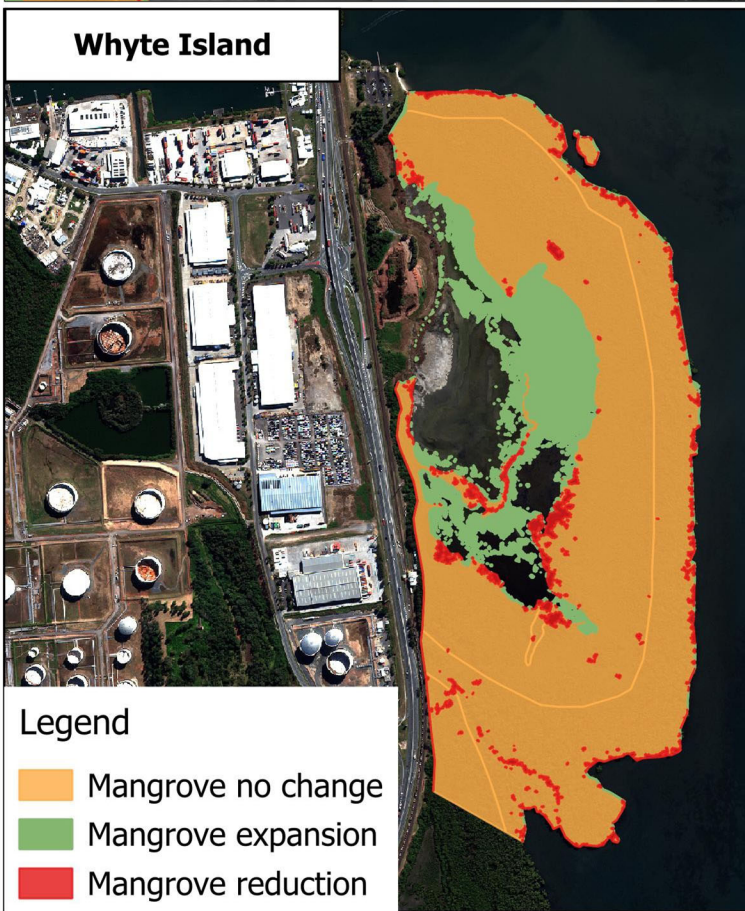 Whyte Island
Legend
Mangrove no change
Mangrove expansion
Mangrove reduction